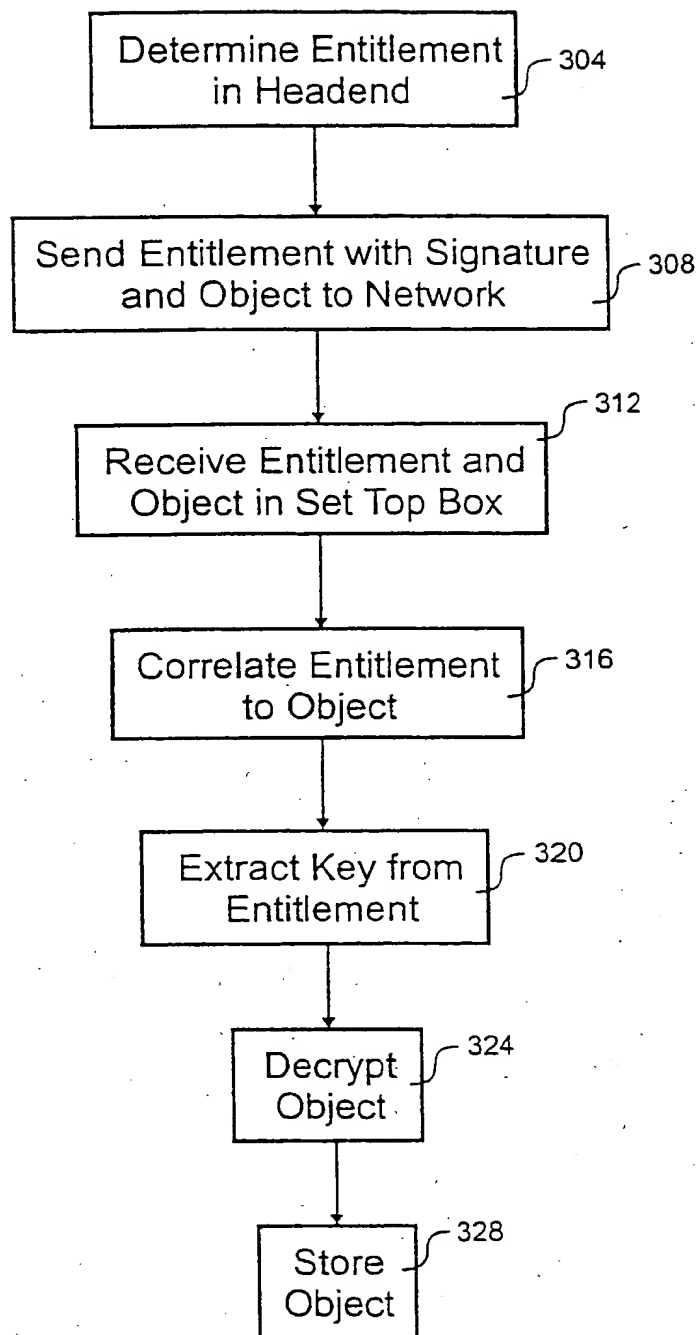 Determine Entitlement
in Headend
304
Send Entitlement with Signature
and Object to Network
308
312
Receive Entitlement and
Object in Set Top Box
Correlate Entitlement
to Object
316
Extract Key from
Entitlement
320
Decrypt
Object
324
Store
Object
328